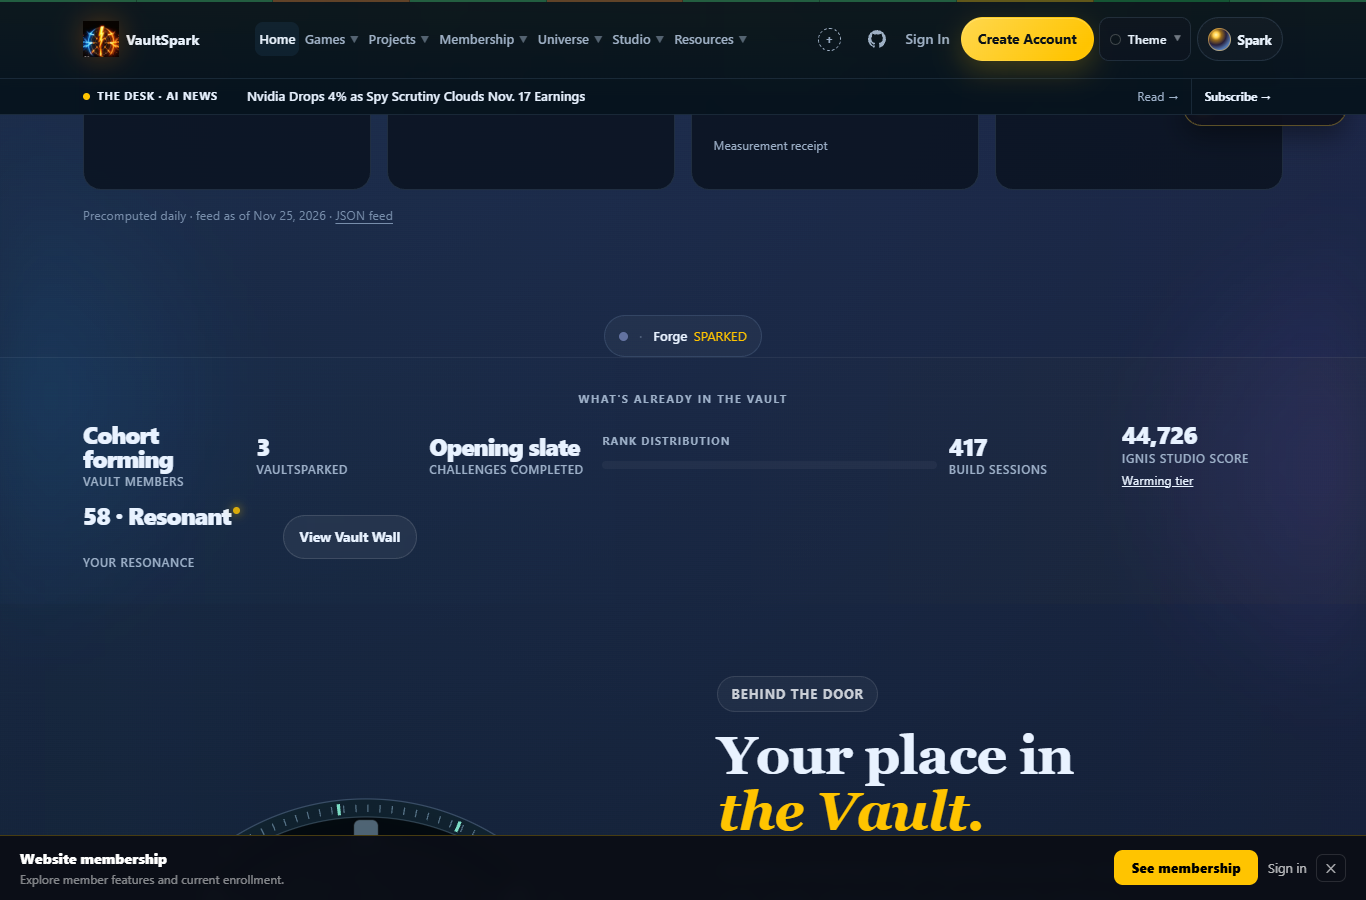 VaultSpark
Home Games Projects Membership Universe Studio Resources
Sign In
Create Account
Theme
Spark
THE DESK · AI NEWS
Nvidia Drops 4% as Spy Scrutiny Clouds Nov. 17 Earnings
Read →
Subscribe →
Measurement receipt
Precomputed daily · feed as of Nov 25, 2026 · JSON feed
· Forge SPARKED
WHAT'S ALREADY IN THE VAULT
Cohort forming
VAULT MEMBERS
3
VAULTSPARKED
Opening slate
CHALLENGES COMPLETED
RANK DISTRIBUTION
417
BUILD SESSIONS
44,726
IGNIS STUDIO SCORE
Warming tier
58 · Resonant
YOUR RESONANCE
View Vault Wall
BEHIND THE DOOR
Your place in
the Vault.
Website membership
Explore member features and current enrollment.
See membership
Sign in